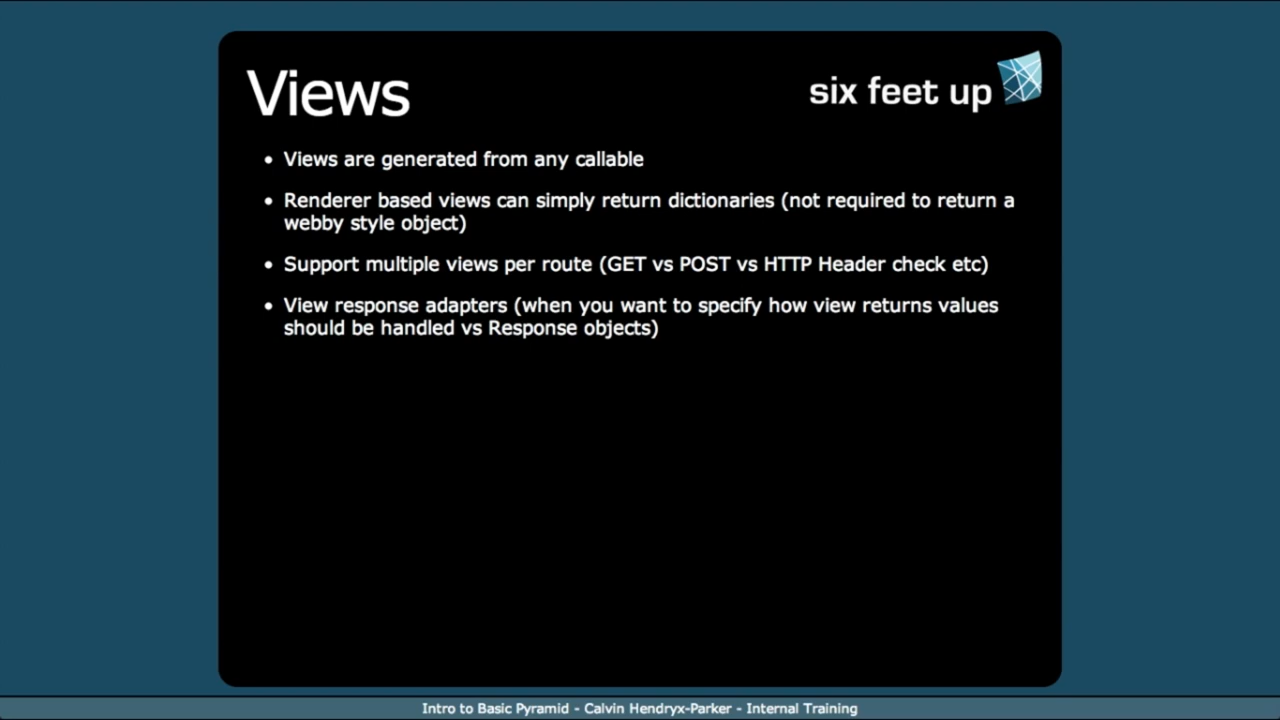 Views
six feet up
• Views are generated from any callable
• Renderer based views can simply return dictionaries (not required to return a
webby style object)
• Support multiple views per route (GET vs POST vs HTTP Header check etc)
• View response adapters (when you want to specify how view returns values
should be handled vs Response objects)
Intro to Basic Pyramid - Calvin Hendryx-Parker - Internal Training